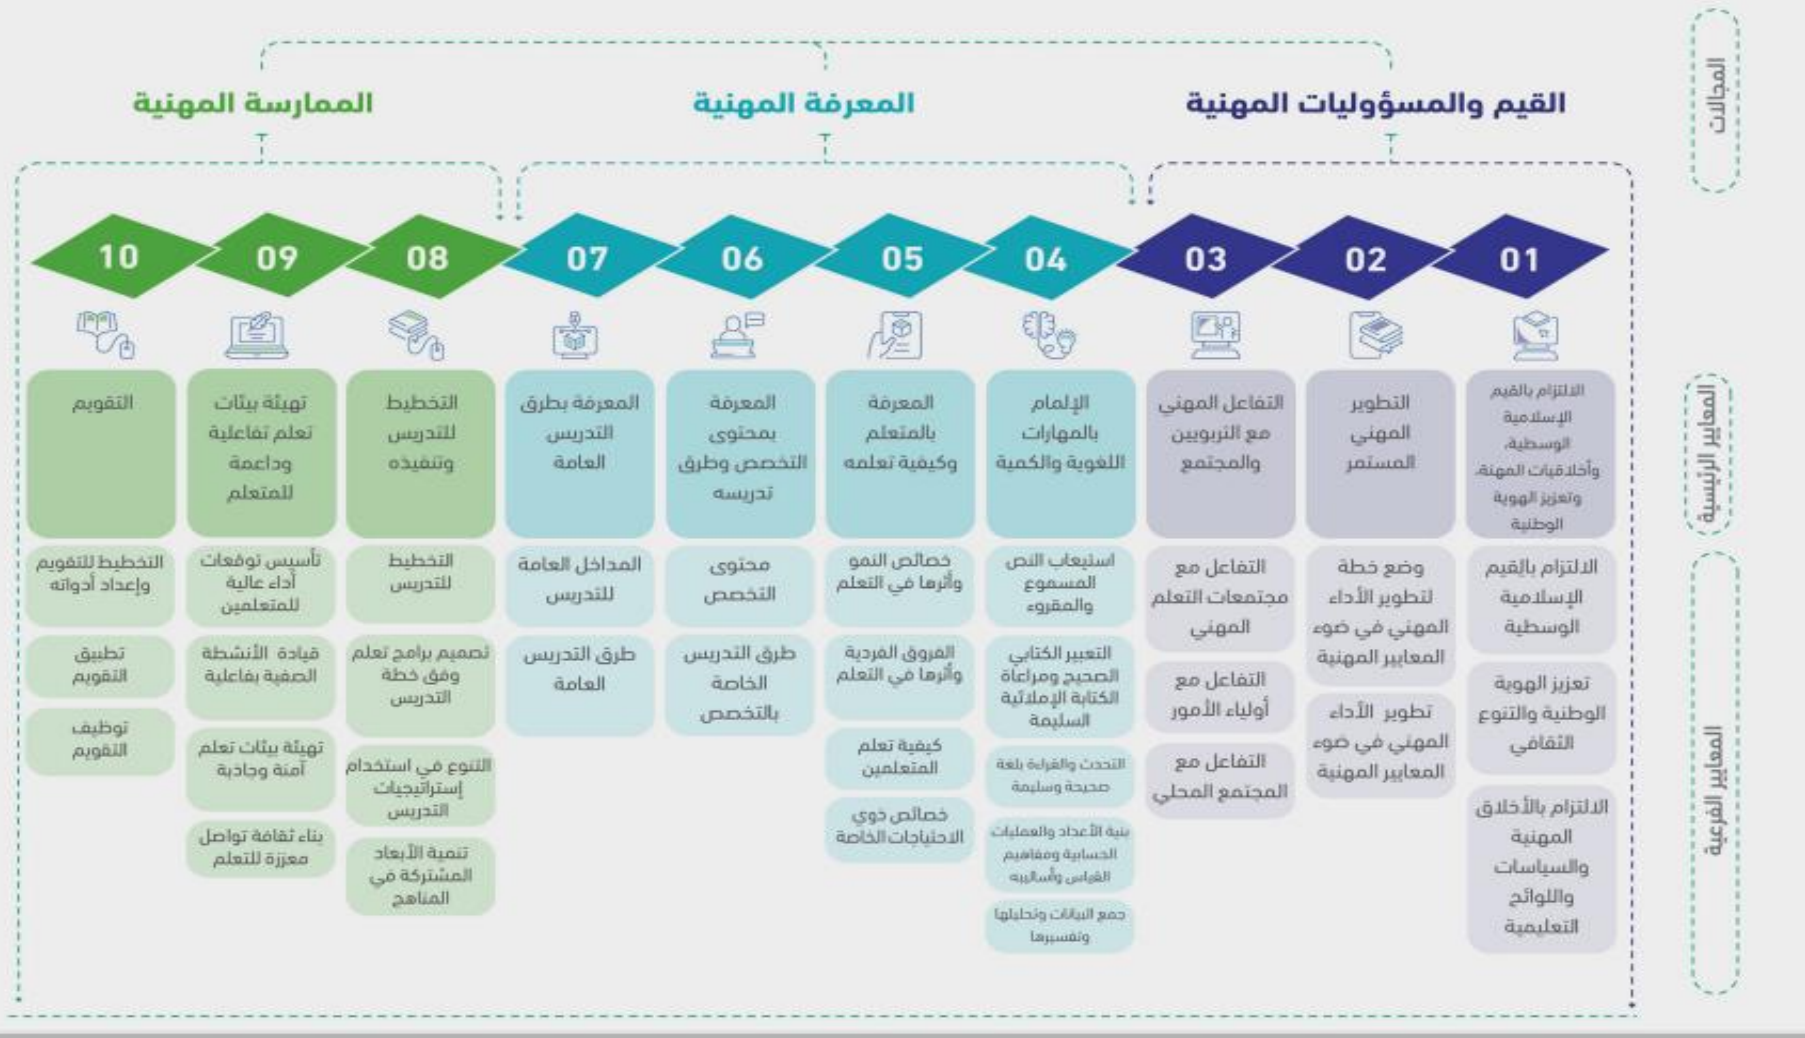 المجالات
القيم والمسؤوليات المهنية
المعرفة المهنية
الممارسة المهنية
01
02
03
04
05
06
07
08
09
10
المعايير الرئيسية
الالتزام بالقيم
الإسلامية
الوسطية،
وأخلاقيات المهنة،
وتعزيز الهوية
الوطنية
التطوير
المهني
المستمر
التفاعل المهني
مع التربويين
والمجتمع
الإلمام
بالمهارات
اللغوية والكمية
المعرفة
بالمتعلم
وكيفية تعلمه
المعرفة
بمحتوى
التخصص وطرق
تدريسه
المعرفة بطرق
التدريس
العامة
التخطيط
للتدريس
وتنفيذه
تهيئة بيئات
تعلم تفاعلية
وداعمة
للمتعلم
التقويم
المعايير الفرعية
الالتزام بالقيم
الإسلامية
الوسطية
تعزيز الهوية
الوطنية والتنوع
الثقافي
الالتزام بالأخلاق
المهنية
والسياسات
واللوائح
التعليمية
وضع خطة
لتطوير الأداء
المهني في ضوء
المعايير المهنية
تطوير الأداء
المهني في ضوء
المعايير المهنية
التفاعل مع
مجتمعات التعلم
المهني
التفاعل مع
أولياء الأمور
التفاعل مع
المجتمع المحلي
استيعاب النص
المسموع
والمقروء
التعبير الكتابي
الصحيح ومراعاة
الكتابة الإملائية
السليمة
التحدث والقراءة بلغة
صحيحة وسليمة
بنية الأعداد والعمليات
الحسابية ومفاهيم
القياس وأساليبه
جمع البيانات وتحليلها
وتفسيرها
خصائص النمو
وأثرها في التعلم
الفروق الفردية
وأثرها في التعلم
كيفية تعلم
المتعلمين
خصائص ذوي
الاحتياجات الخاصة
محتوى
التخصص
طرق التدريس
الخاصة
بالتخصص
المداخل العامة
للتدريس
طرق التدريس
العامة
التخطيط
للتدريس
تصميم برامج تعلم
وفق خطة
التدريس
التنوع في استخدام
إستراتيجيات
التدريس
تنمية الأبعاد
المشتركة في
المناهج
تأسيس توقعات
أداء عالية
للمتعلمين
قيادة الأنشطة
الصفية بفاعلية
تهيئة بيئات تعلم
آمنة وجاذبة
بناء ثقافة تواصل
معززة للتعلم
التخطيط للتقويم
وإعداد أدواته
تطبيق
التقويم
توظيف
التقويم